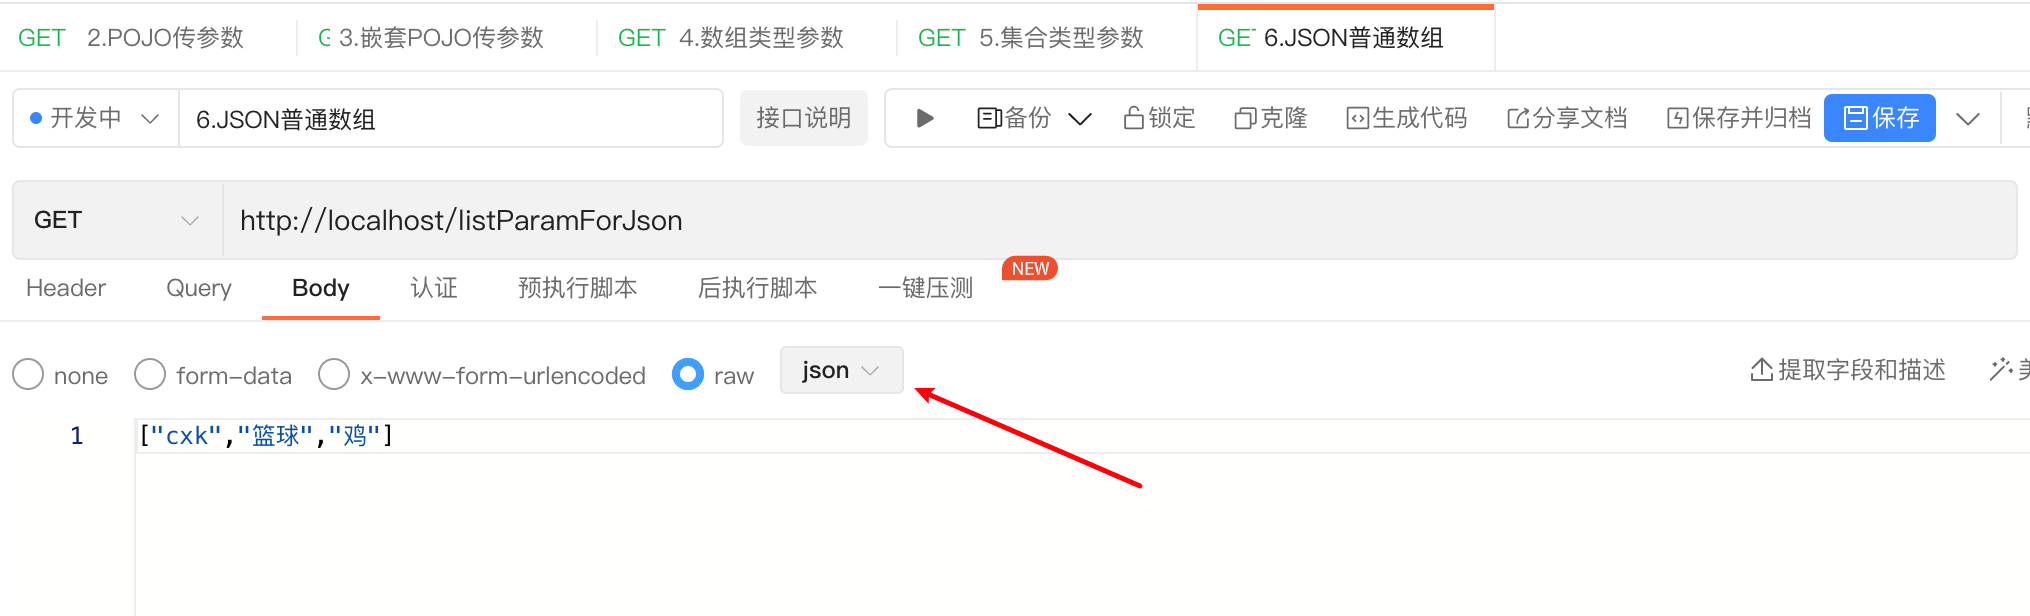 GET 2.POJO传参数 3.嵌套POJO传参数 GET 4.数组类型参数 GET 5.集合类型参数 6.JSON普通数组
开发中 6.JSON普通数组 接口说明 备份 锁定 克隆 生成代码 分享文档 保存并归档 保存
GET http://localhost/listParamForJson
Header Query Body 认证 预执行脚本 后执行脚本 一键压测 NEW
none form-data x-www-form-urlencoded raw json 提取字段和描述
1 ["cxk","篮球","鸡"]